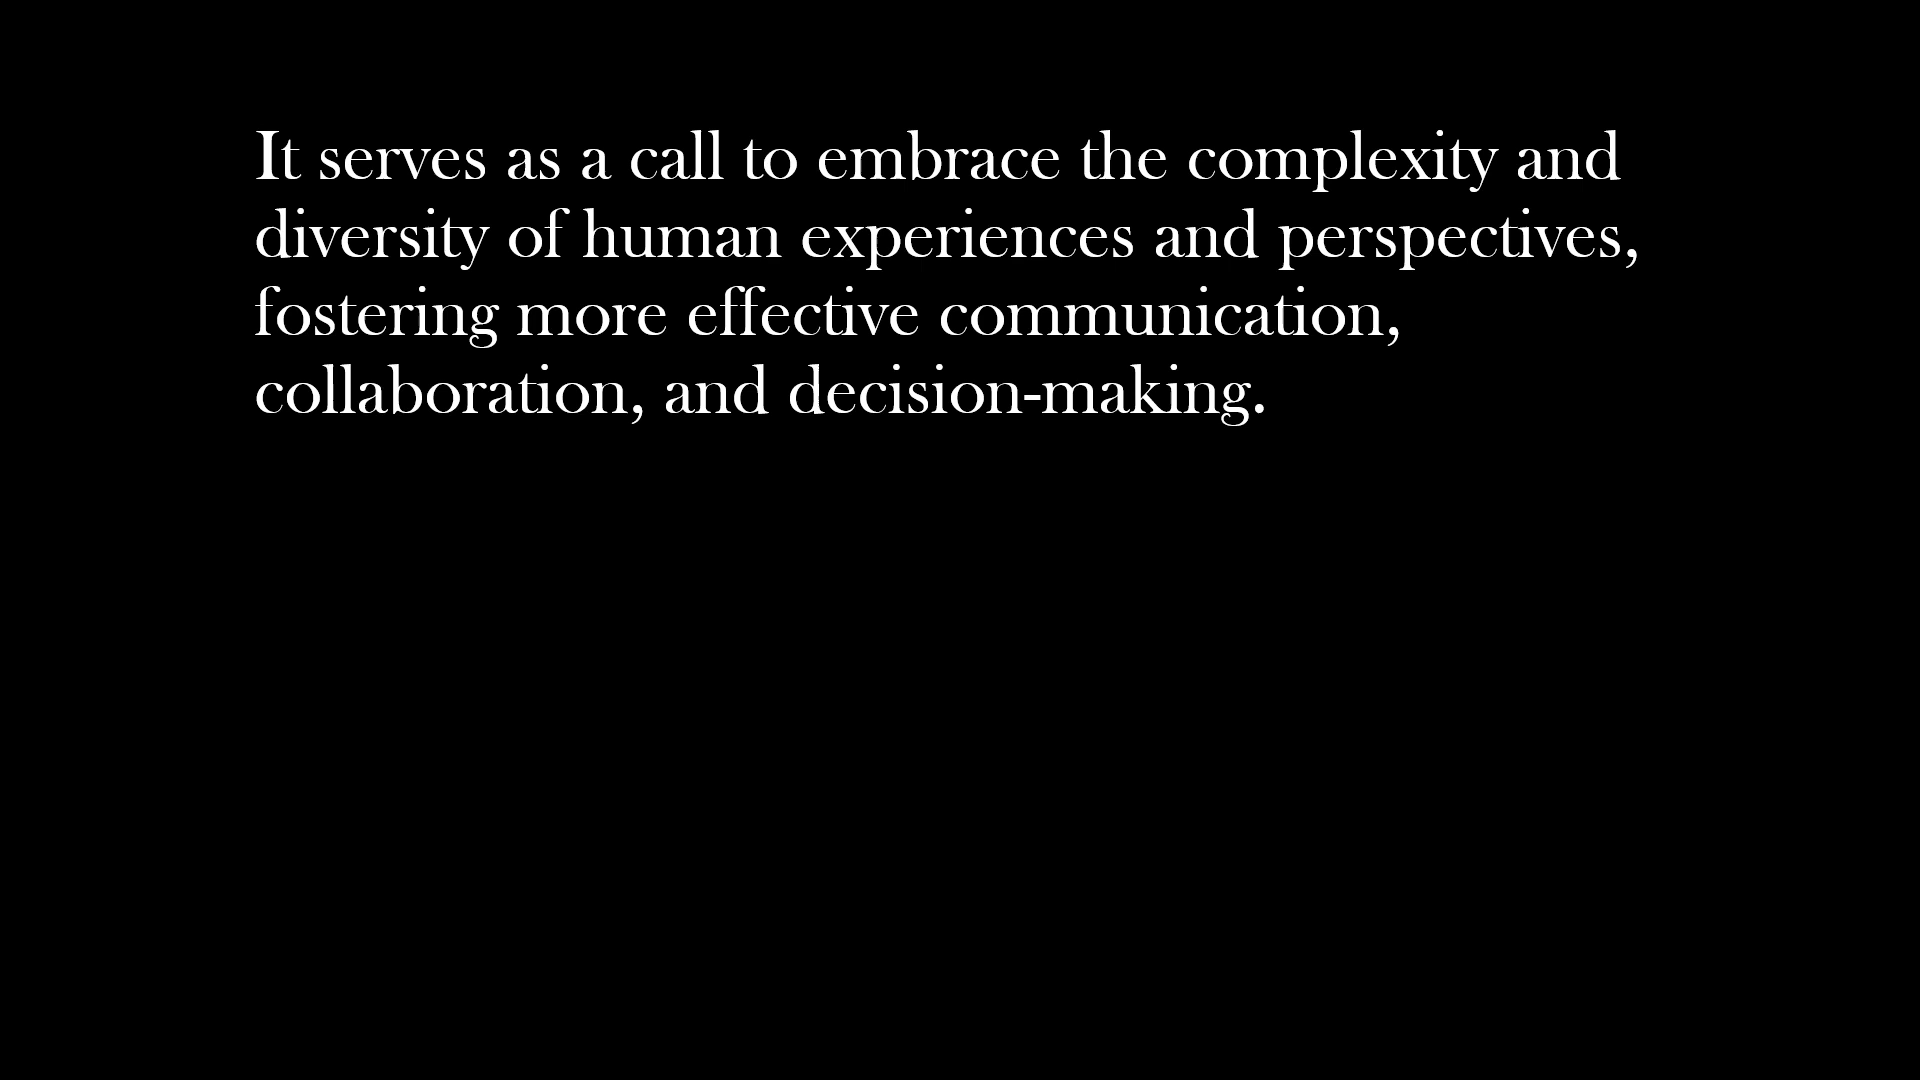 It serves as a call to embrace the complexity and
diversity of human experiences and perspectives,
fostering more effective communication,
collaboration, and decision-making.